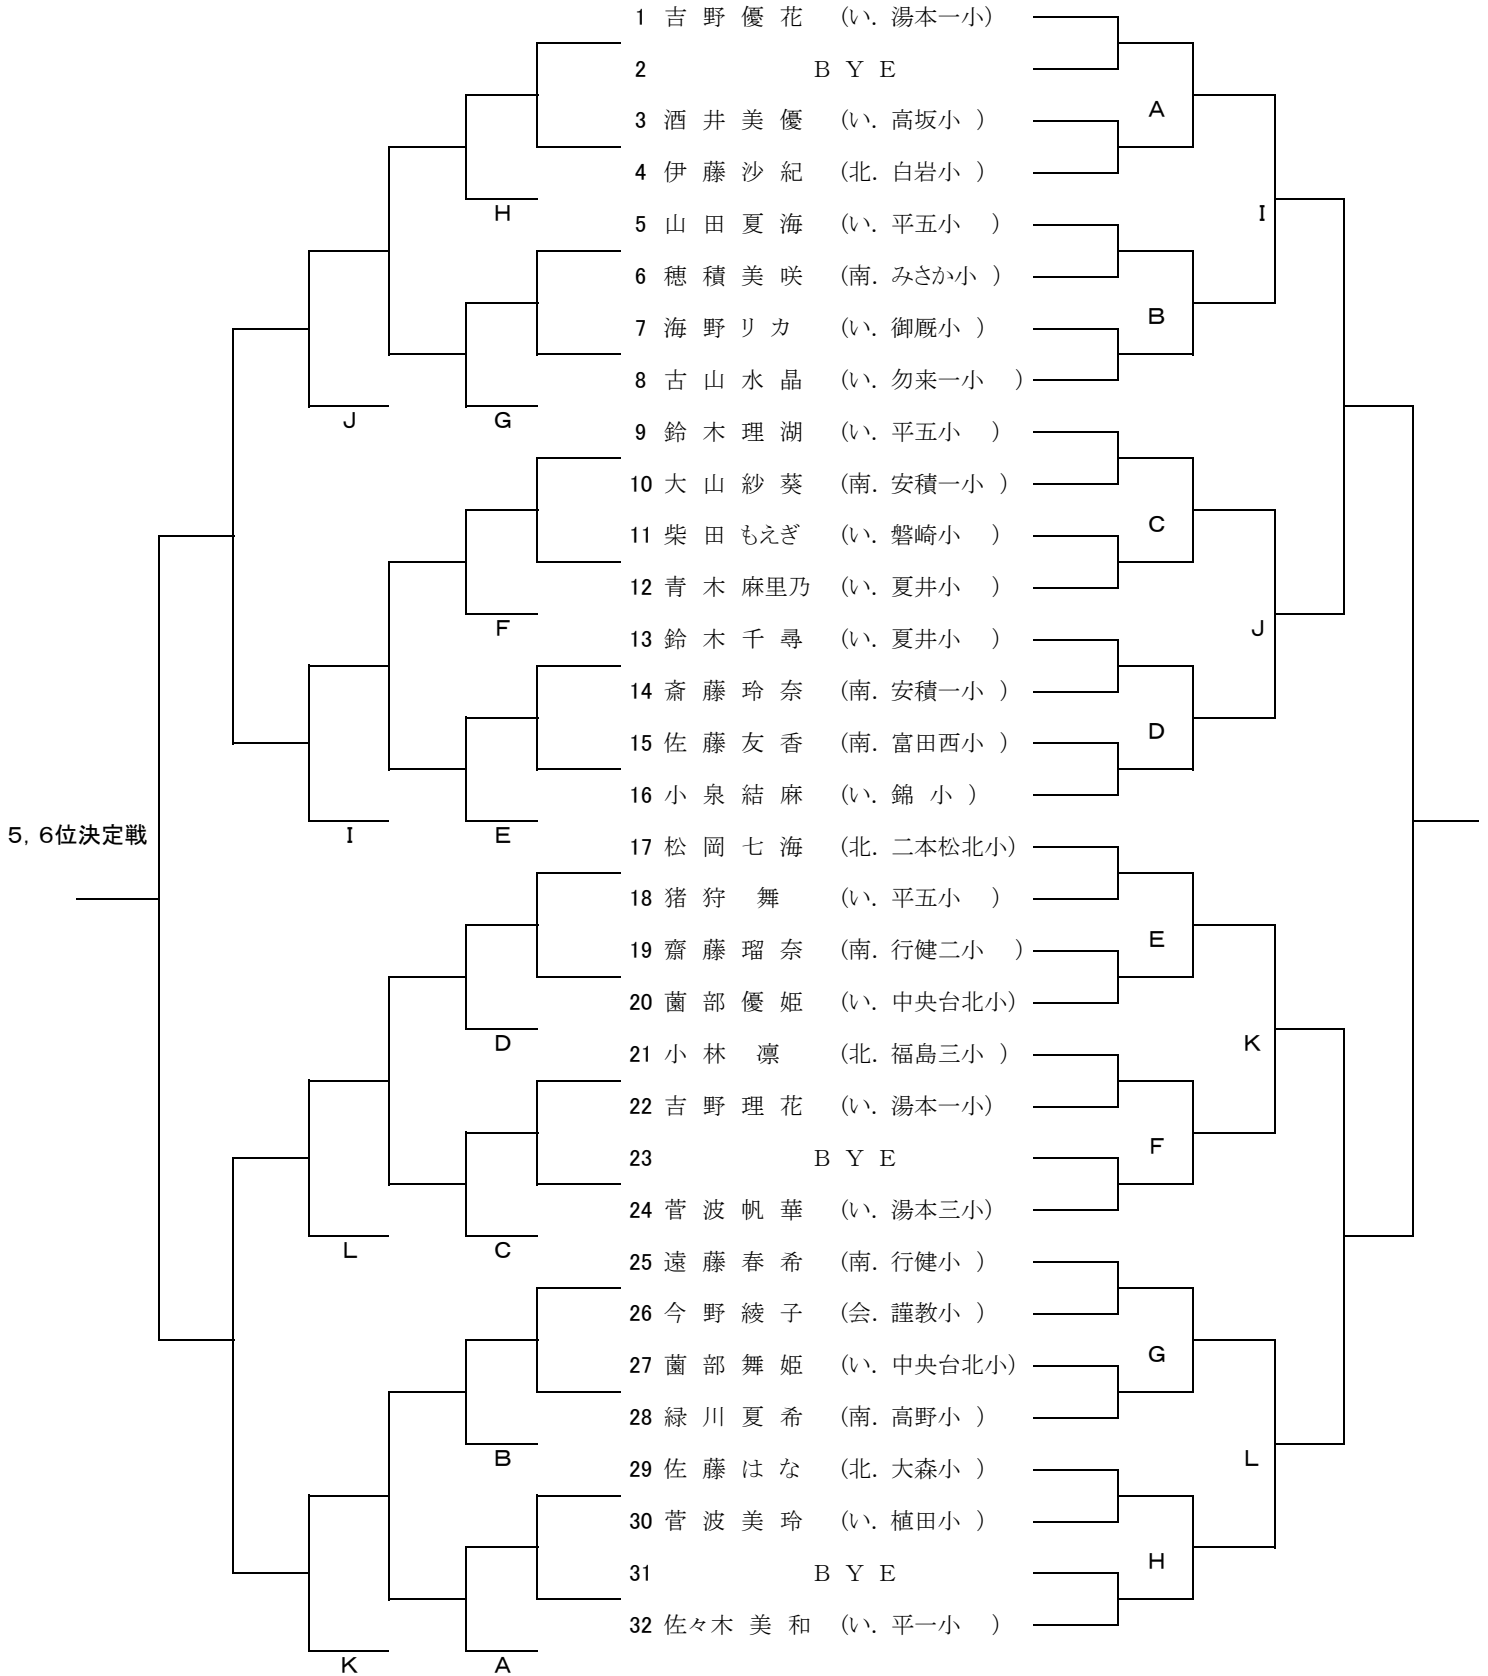 1 吉 野 優 花 (い. 湯本一小)
2 B Y E
3 酒 井 美 優 (い. 高坂小 )
A
4 伊 藤 沙 紀 (北. 白岩小 )
H
5 山 田 夏 海 (い. 平五小 )
I
6 穂 積 美 咲 (南. みさか小 )
7 海 野 リ カ (い. 御厩小 )
B
8 古 山 水 晶 (い. 勿来一小 )
J
G
9 鈴 木 理 湖 (い. 平五小 )
10 大 山 紗 葵 (南. 安積一小 )
11 柴 田 もえぎ (い. 磐崎小 )
C
12 青 木 麻里乃 (い. 夏井小 )
F
13 鈴 木 千 尋 (い. 夏井小 )
J
14 斎 藤 玲 奈 (南. 安積一小 )
15 佐 藤 友 香 (南. 富田西小 )
D
16 小 泉 結 麻 (い. 錦 小 )
5, 6位決定戦
I
E
17 松 岡 七 海 (北. 二本松北小)
18 猪 狩 舞 (い. 平五小 )
19 齋 藤 瑠 奈 (南. 行健二小 )
E
20 薗 部 優 姫 (い. 中央台北小)
D
21 小 林 凛 (北. 福島三小 )
K
22 吉 野 理 花 (い. 湯本一小)
23 B Y E
F
24 菅 波 帆 華 (い. 湯本三小)
L
C
25 遠 藤 春 希 (南. 行健小 )
26 今 野 綾 子 (会. 謹教小 )
27 薗 部 舞 姫 (い. 中央台北小)
G
28 緑 川 夏 希 (南. 高野小 )
B
29 佐 藤 は な (北. 大森小 )
L
30 菅 波 美 玲 (い. 植田小 )
31 B Y E
H
32 佐々木 美 和 (い. 平一小 )
K
A